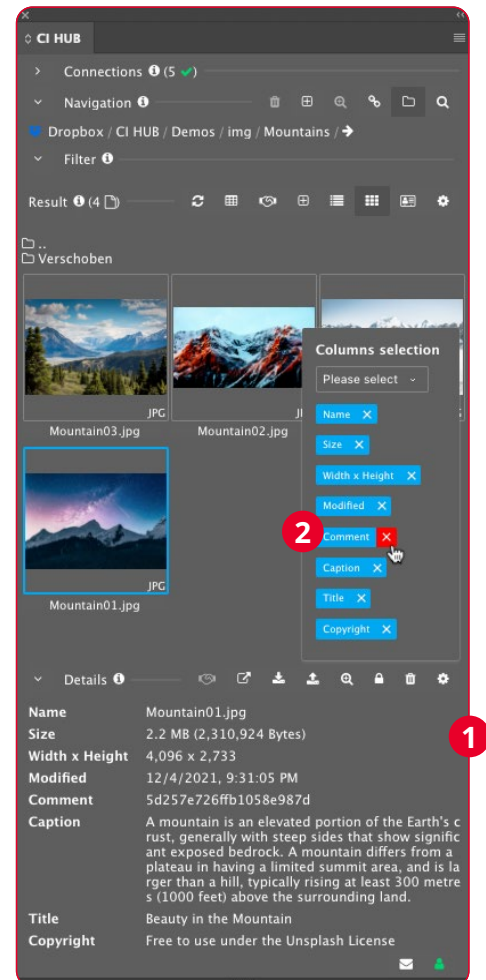 CI HUB
Connections (5)
Navigation
Dropbox / CI HUB / Demos / img / Mountains /
Filter
Result (4)
..
Verschoben
JPG
Mountain03.jpg
Mountain02.jpg
JPG
Mountain01.jpg
Columns selection
Please select
Name
Size
Width x Height
Modified
2
Comment
Caption
Title
Copyright
Details
1
Name Mountain01.jpg
Size 2.2 MB (2,310,924 Bytes)
Width x Height 4,096 x 2,733
Modified 12/4/2021, 9:31:05 PM
Comment 5d257e726ffb1058e987d
Caption A mountain is an elevated portion of the Earth's c
rust, generally with steep sides that show signific
ant exposed bedrock. A mountain differs from a
plateau in having a limited summit area, and is la
rger than a hill, typically rising at least 300 metre
s (1000 feet) above the surrounding land.
Title Beauty in the Mountain
Copyright Free to use under the Unsplash License